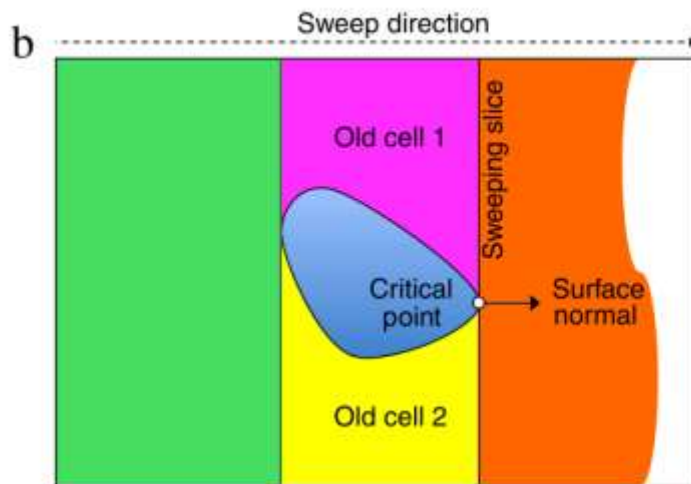 Sweep direction
b
Old cell 1
Sweeping slice
Critical
point
Surface
normal
Old cell 2